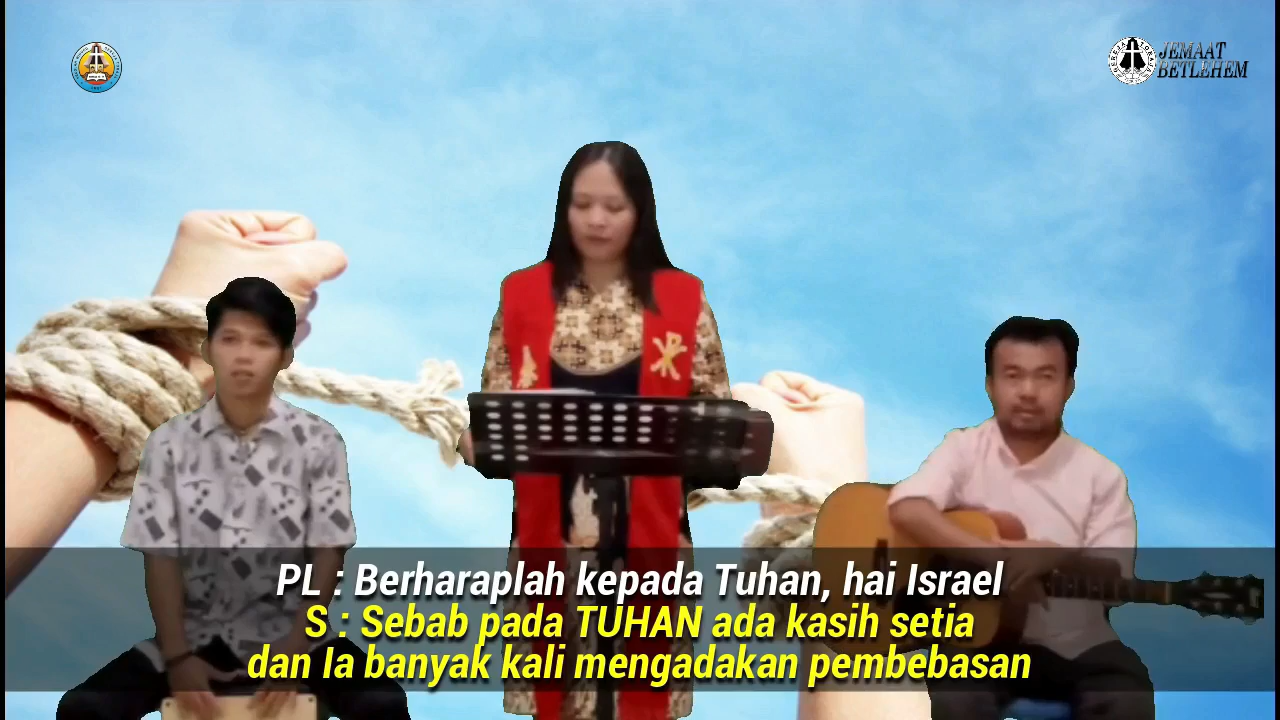 JEMAAT
BETLEHEM
PL : Berharaplah kepada Tuhan, hai Israel
S : Sebab pada TUHAN ada kasih setia
dan Ia banyak kali mengadakan pembebasan